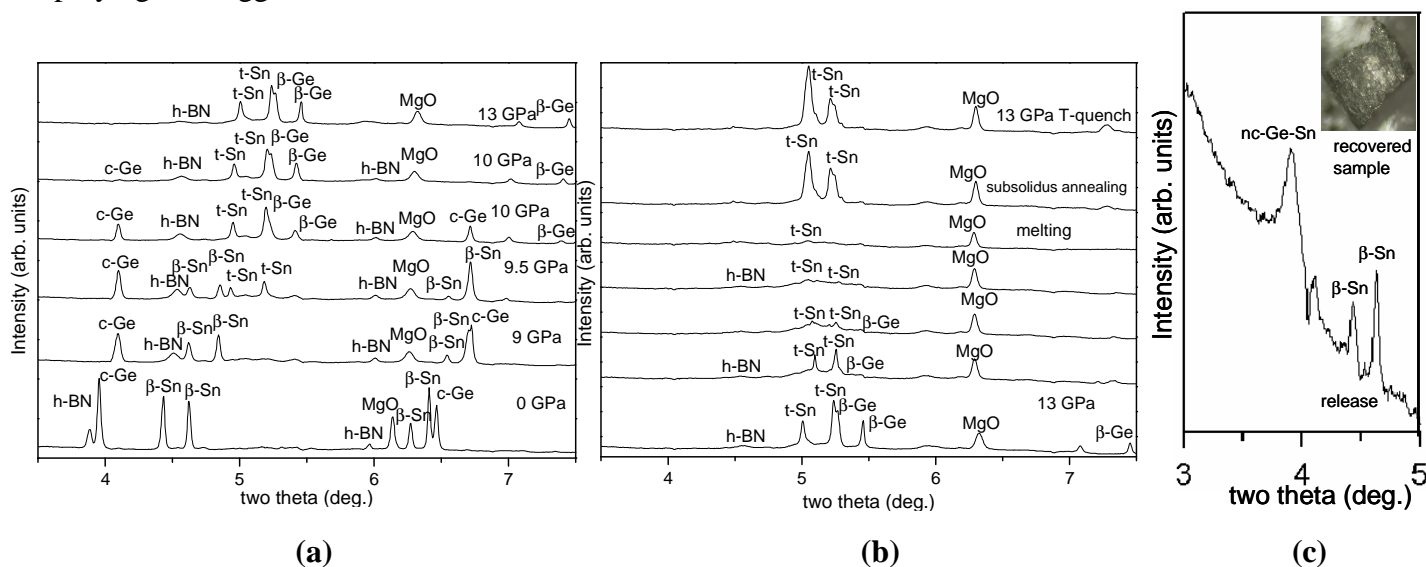 Intensity (arb. units)
t-Sn
β-Ge
t-Sn
β-Ge
h-BN
MgO
13 GPa
β-Ge
t-Sn
β-Ge
t-Sn
β-Ge
c-Ge
h-BN
h-BN
MgO
10 GPa
β-Ge
c-Ge
h-BN
t-Sn
t-Sn
β-Ge
β-Ge
h-BN
MgO
c-Ge
10 GPa
β-Ge
c-Ge
h-BN
β-Sn
β-Sn
t-Sn
t-Sn
h-BN
MgO
β-Sn
β-Sn
9.5 GPa
c-Ge
h-BN
β-Sn
β-Sn
h-BN
MgO
β-Sn
β-Sn
c-Ge
9 GPa
h-BN
c-Ge
β-Sn
β-Sn
h-BN
MgO
β-Sn
β-Sn
c-Ge
0 GPa
4 5 6 7
two theta (deg.)
(a)
Intensity (arb. units)
t-Sn
t-Sn
MgO
13 GPa T-quench
t-Sn
t-Sn
MgO
subsolidus annealing
t-Sn
MgO
melting
h-BN
t-Sn
t-Sn
MgO
t-Sn
t-Sn
β-Ge
MgO
h-BN
t-Sn
t-Sn
β-Ge
MgO
h-BN
t-Sn
t-Sn
β-Ge
β-Ge
MgO
13 GPa
β-Ge
4 5 6 7
two theta (deg.)
(b)
Intensity (arb. units)
nc-Ge-Sn
recovered
sample
β-Sn
β-Sn
release
3 4 5
two theta (deg.)
(c)